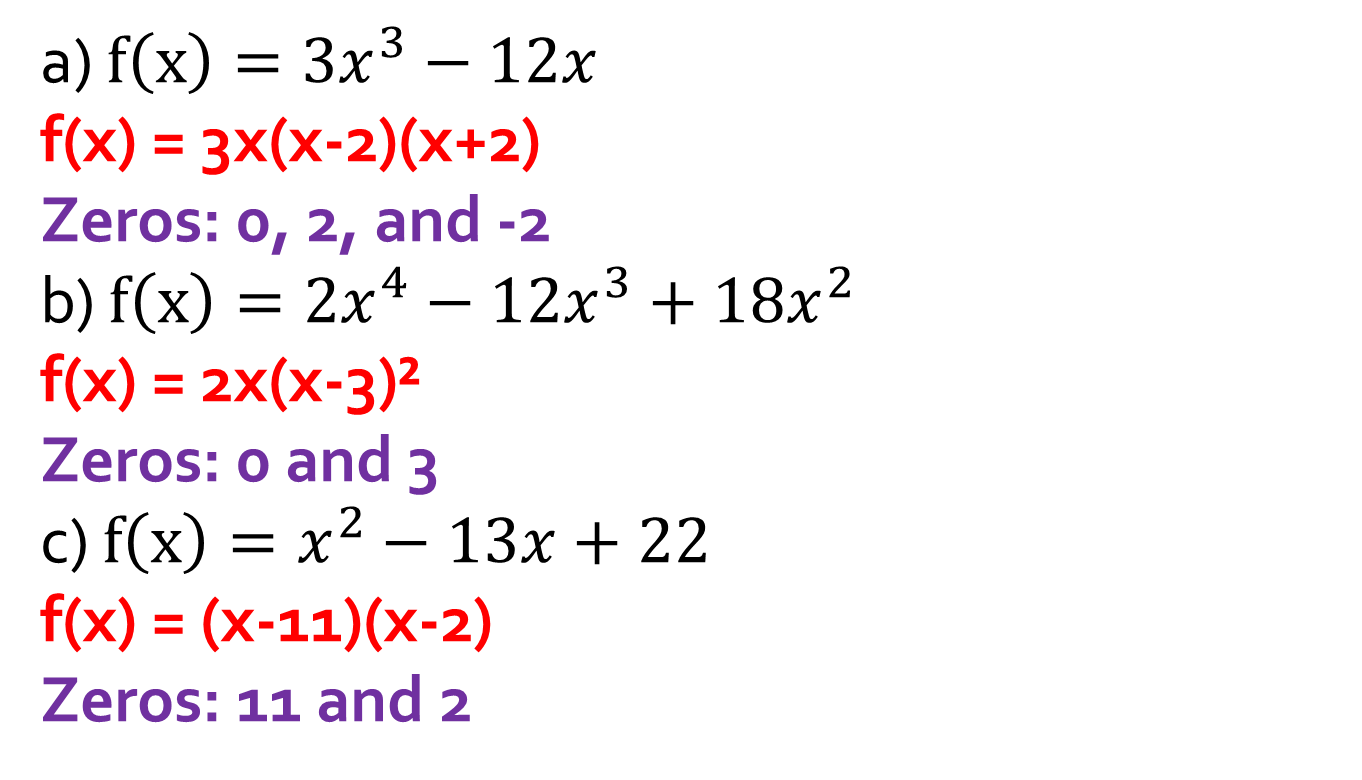 a) f(x) = 3x³ − 12x
f(x) = 3x(x-2)(x+2)
Zeros: 0, 2, and -2
b) f(x) = 2x⁴ − 12x³ + 18x²
f(x) = 2x(x-3)²
Zeros: 0 and 3
c) f(x) = x² − 13x + 22
f(x) = (x-11)(x-2)
Zeros: 11 and 2